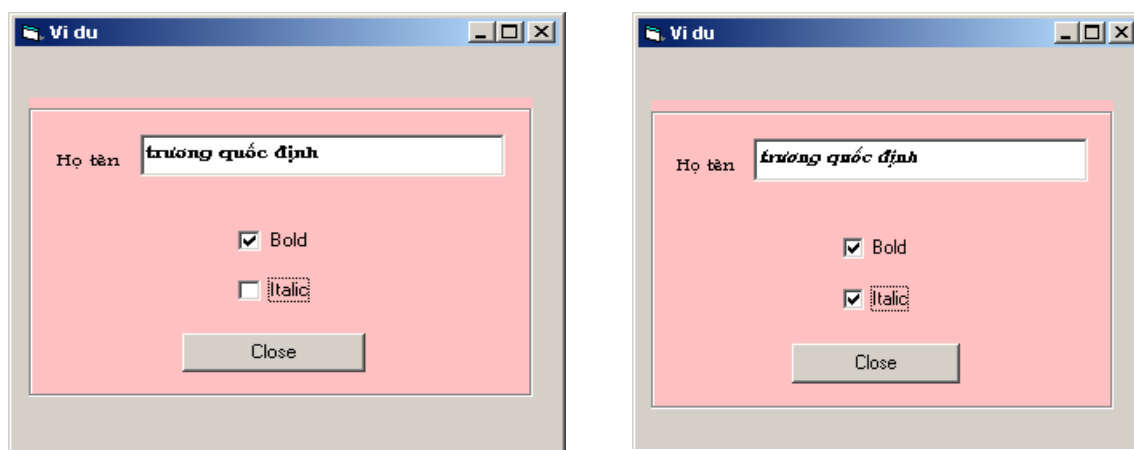 Vi du
Họ tên trương quốc định
Bold
Italic
Close
Vi du
Họ tên trương quốc định
Bold
Italic
Close